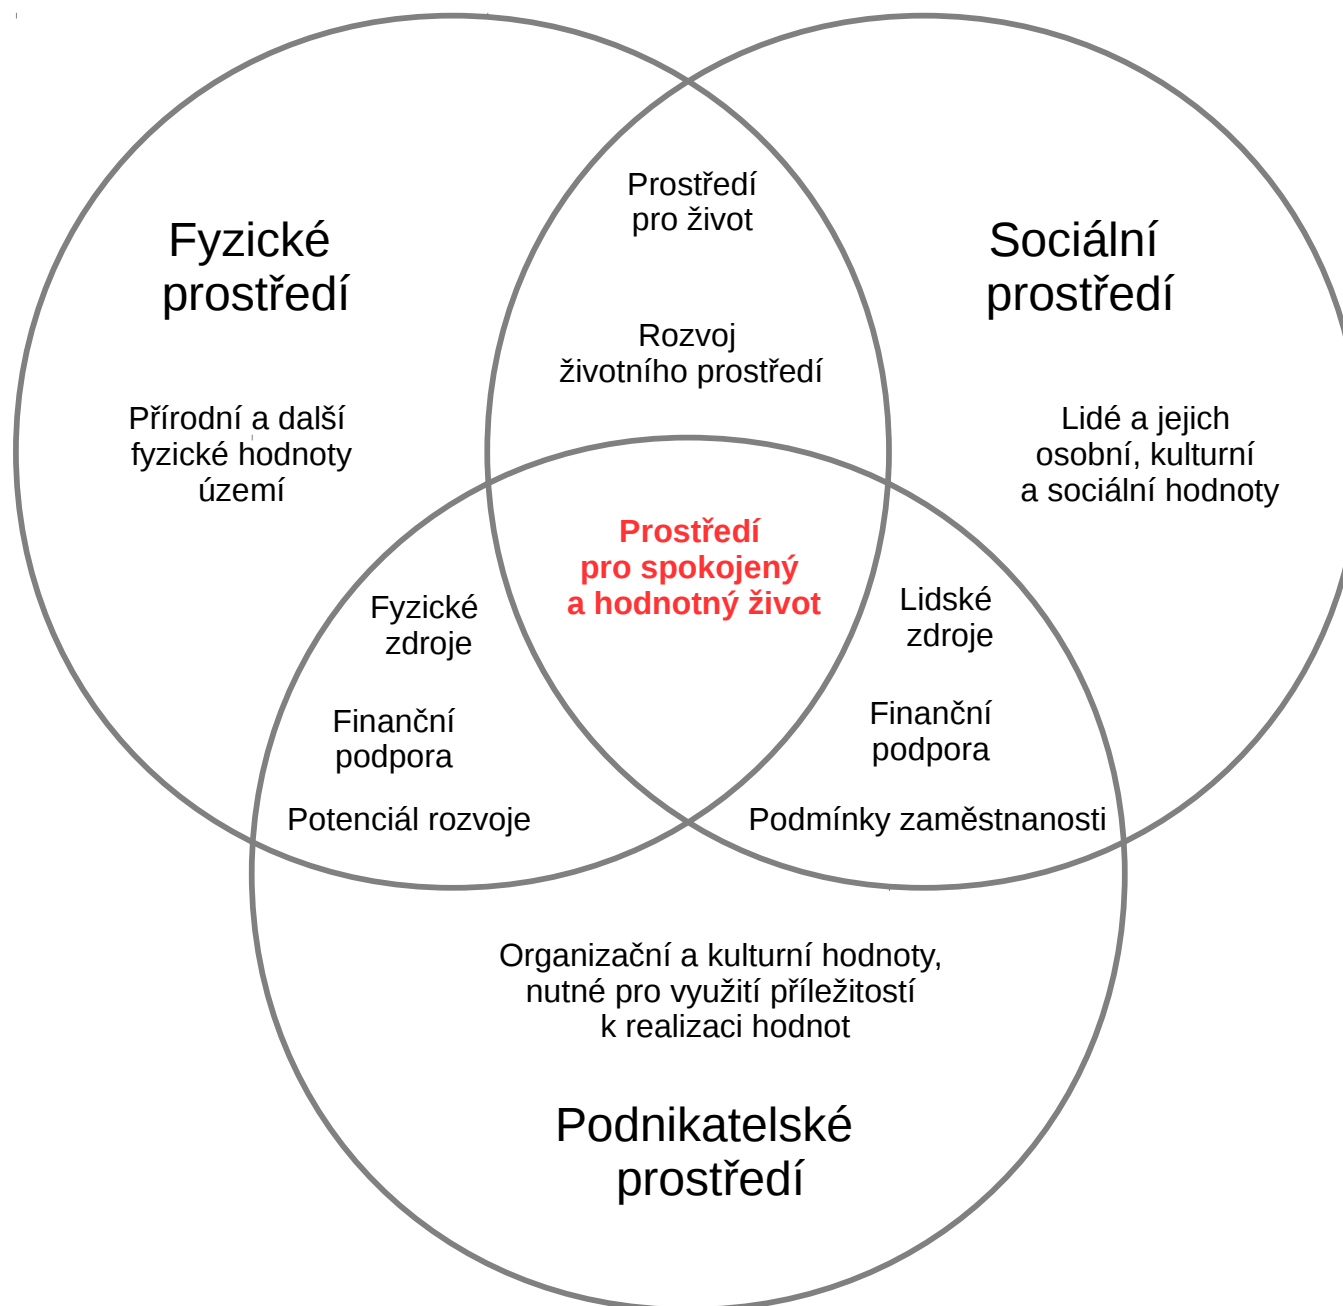 Prostředí
pro život
Fyzické
prostředí
Sociální
prostředí
Rozvoj
životního prostředí
Přírodní a další
fyzické hodnoty
území
Lidé a jejich
osobní, kulturní
a sociální hodnoty
Prostředí
pro spokojený
a hodnotný život
Fyzické
zdroje
Lidské
zdroje
Finanční
podpora
Finanční
podpora
Potenciál rozvoje
Podmínky zaměstnanosti
Organizační a kulturní hodnoty,
nutné pro využití příležitostí
k realizaci hodnot
Podnikatelské
prostředí